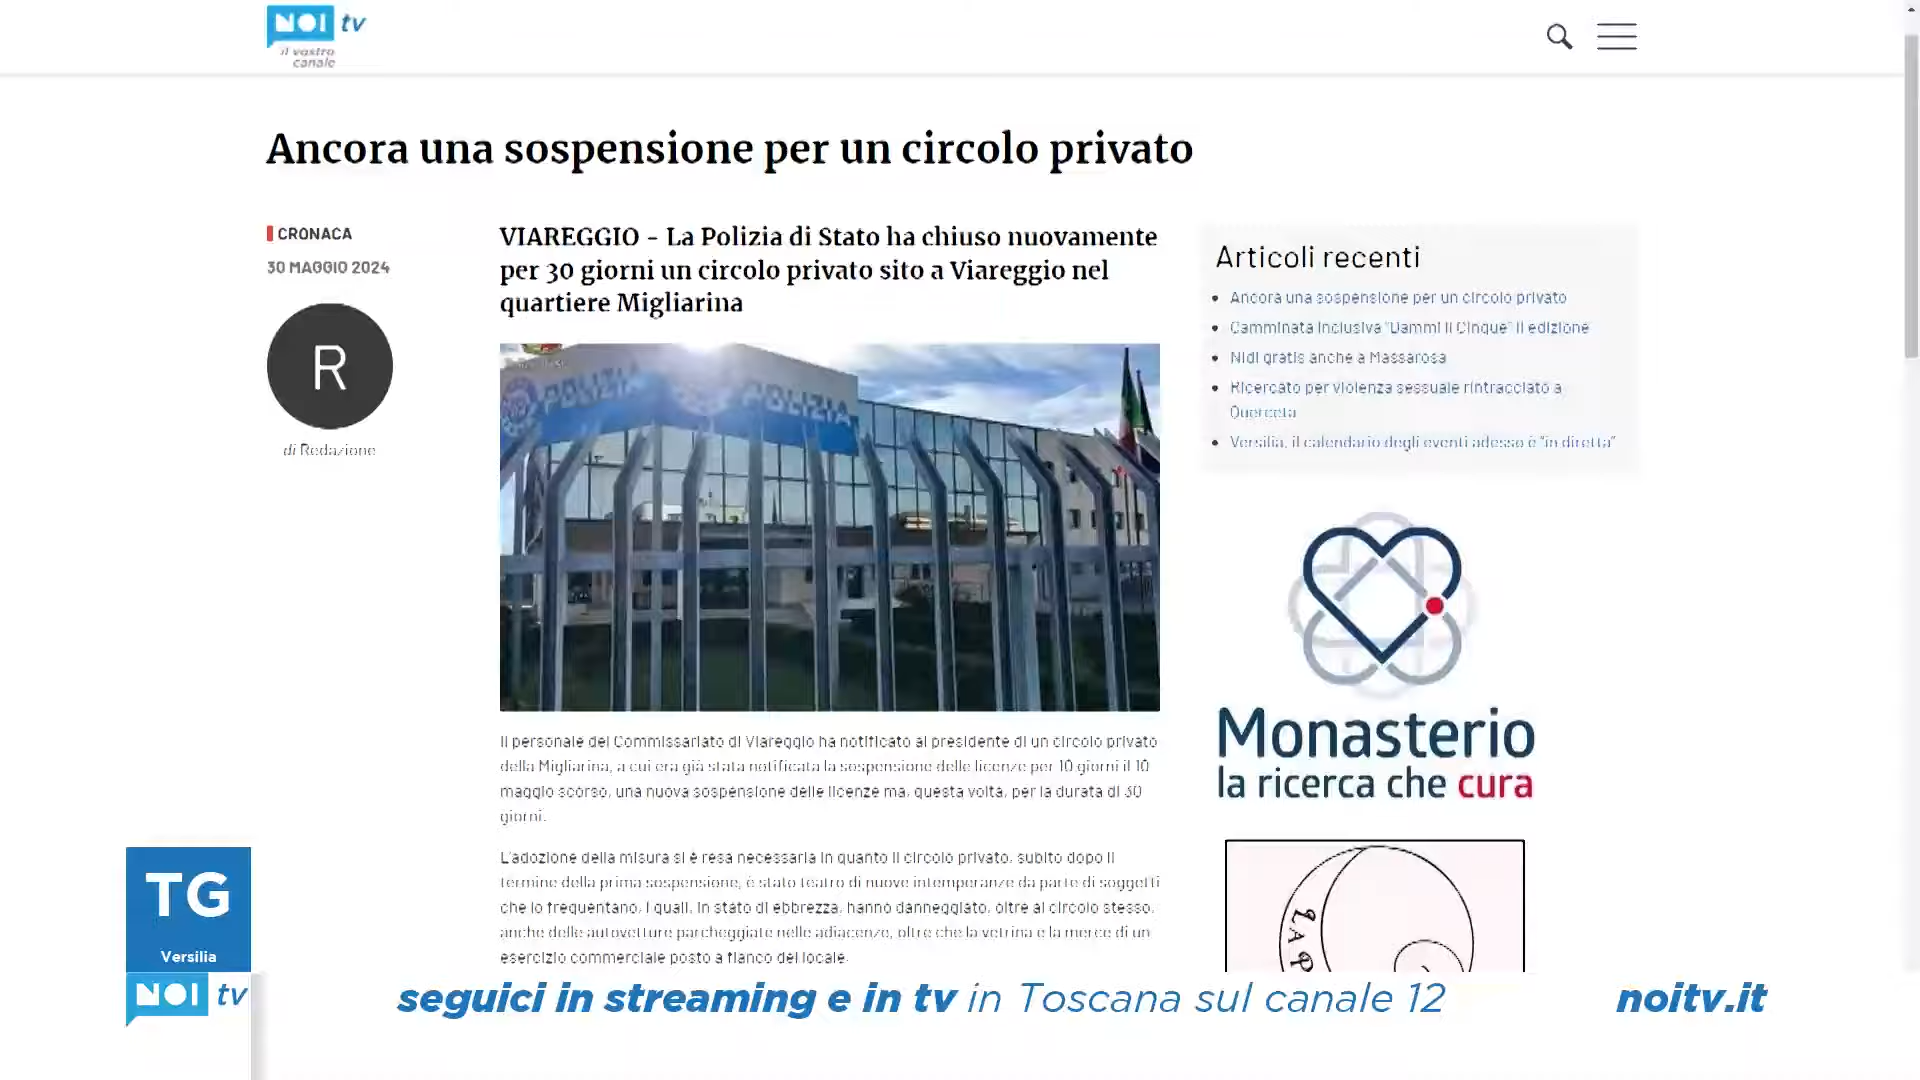 NOI tv
il vostro
canale
Ancora una sospensione per un circolo privato
CRONACA
30 MAGGIO 2024
R
di Redazione
VIAREGGIO - La Polizia di Stato ha chiuso nuovamente
per 30 giorni un circolo privato sito a Viareggio nel
quartiere Migliarina
POLIZIA
POLIZIA
Il personale del Commissariato di Viareggio ha notificato al presidente di un circolo privato
della Migliarina, a cui era già stata notificata la sospensione delle licenze per 10 giorni il 10
maggio scorso, una nuova sospensione delle licenze ma, questa volta, per la durata di 30
giorni.
L'adozione della misura si è resa necessaria in quanto il circolo privato, subito dopo il
termine della prima sospensione, è stato teatro di nuove intemperanze da parte di soggetti
che lo frequentano, i quali, in stato di ebbrezza, hanno danneggiato, oltre al circolo stesso,
anche delle autovetture parcheggiate nelle adiacenze, oltre che la vetrina e la merce di un
esercizio commerciale posto a fianco del locale.
Articoli recenti
Ancora una sospensione per un circolo privato
Camminata inclusiva "Dammi il Cinque" II edizione
Nidi gratis anche a Massarosa
Ricercato per violenza sessuale rintracciato a
Querceta
Versilia, il calendario degli eventi adesso è "in diretta"
Monasterio
la ricerca che cura
TG
Versilia
NOI tv
seguici in streaming e in tv in Toscana sul canale 12
noitv.it